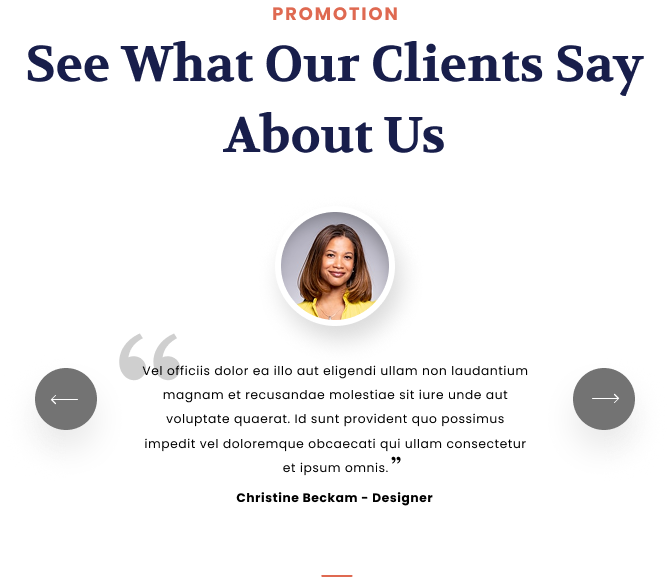 PROMOTION
See What Our Clients Say
About Us
“
Vel officiis dolor ea illo aut eligendi ullam non laudantium
magnam et recusandae molestiae sit iure unde aut
voluptate quaerat. Id sunt provident quo possimus
impedit vel doloremque obcaecati qui ullam consectetur
et ipsum omnis.”
Christine Beckam - Designer